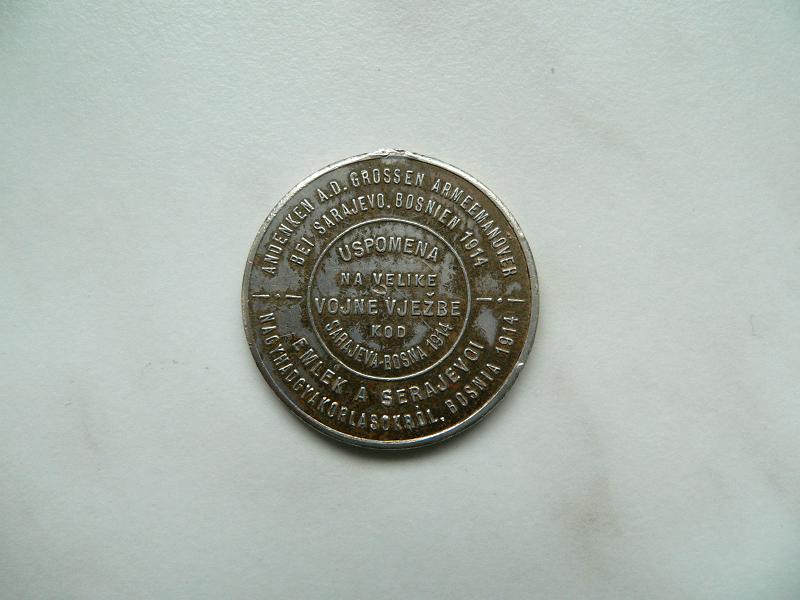 ANDENKEN A.D. GROSSEN ARMEEMANÖVER
BEI SARAJEVO. BOSNIEN 1914
USPOMENA
NA VELIKE
VOJNE VJEŽBE
KOD
SARAJEVA-BOSNA 1914
EMLÉK A SERAJEVOI
NAGYHADGYAKORLASOKRÓL. BOSNIA 1914